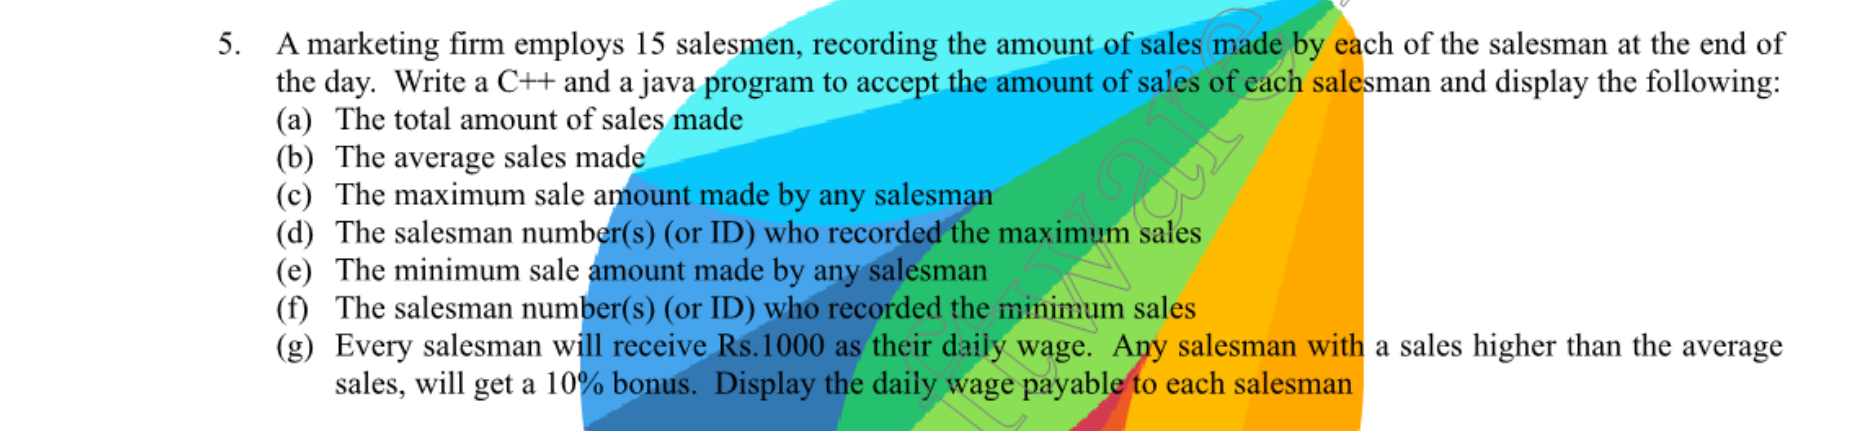 5. A marketing firm employs 15 salesmen, recording the amount of sales made by each of the salesman at the end of
the day. Write a C++ and a java program to accept the amount of sales of each salesman and display the following:
(a) The total amount of sales made
(b) The average sales made
(c) The maximum sale amount made by any salesman
(d) The salesman number(s) (or ID) who recorded the maximum sales
(e) The minimum sale amount made by any salesman
(f) The salesman number(s) (or ID) who recorded the minimum sales
(g) Every salesman will receive Rs.1000 as their daily wage. Any salesman with a sales higher than the average
sales, will get a 10% bonus. Display the daily wage payable to each salesman